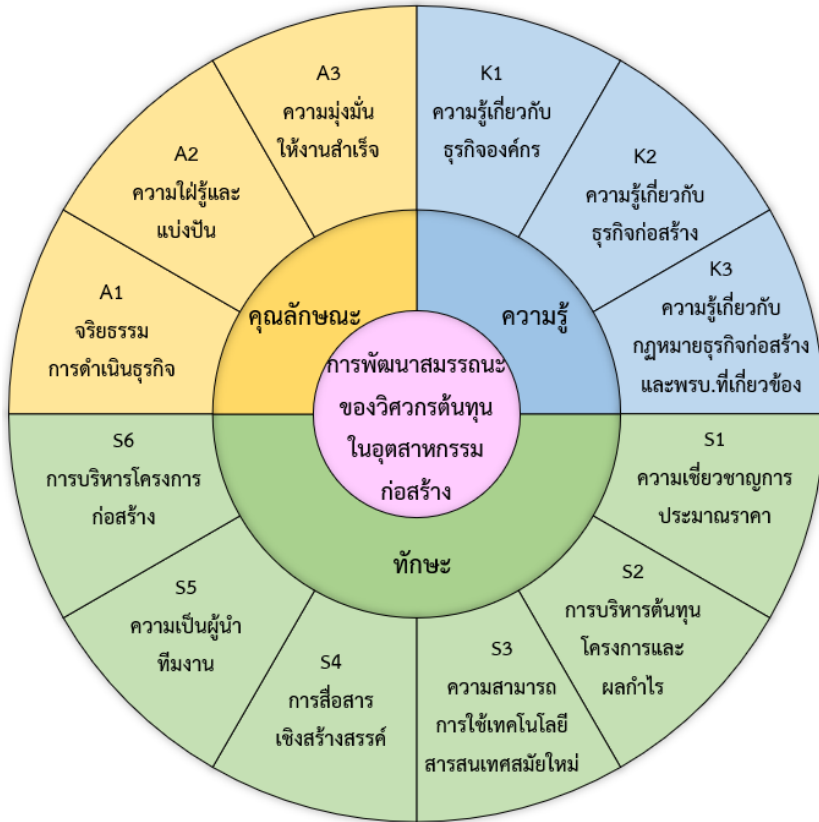 การพัฒนาสมรรถนะ
ของวิศวกรต้นทุน
ในอุตสาหกรรม
ก่อสร้าง
ความรู้
K1
ความรู้เกี่ยวกับ
ธุรกิจองค์กร
K2
ความรู้เกี่ยวกับ
ธุรกิจก่อสร้าง
K3
ความรู้เกี่ยวกับ
กฎหมายธุรกิจก่อสร้าง
และพรบ.ที่เกี่ยวข้อง
ทักษะ
S1
ความเชี่ยวชาญการ
ประมาณราคา
S2
การบริหารต้นทุน
โครงการและ
ผลกำไร
S3
ความสามารถ
การใช้เทคโนโลยี
สารสนเทศสมัยใหม่
S4
การสื่อสาร
เชิงสร้างสรรค์
S5
ความเป็นผู้นำ
ทีมงาน
S6
การบริหารโครงการ
ก่อสร้าง
คุณลักษณะ
A1
จริยธรรม
การดำเนินธุรกิจ
A2
ความใฝ่รู้และ
แบ่งปัน
A3
ความมุ่งมั่น
ให้งานสำเร็จ